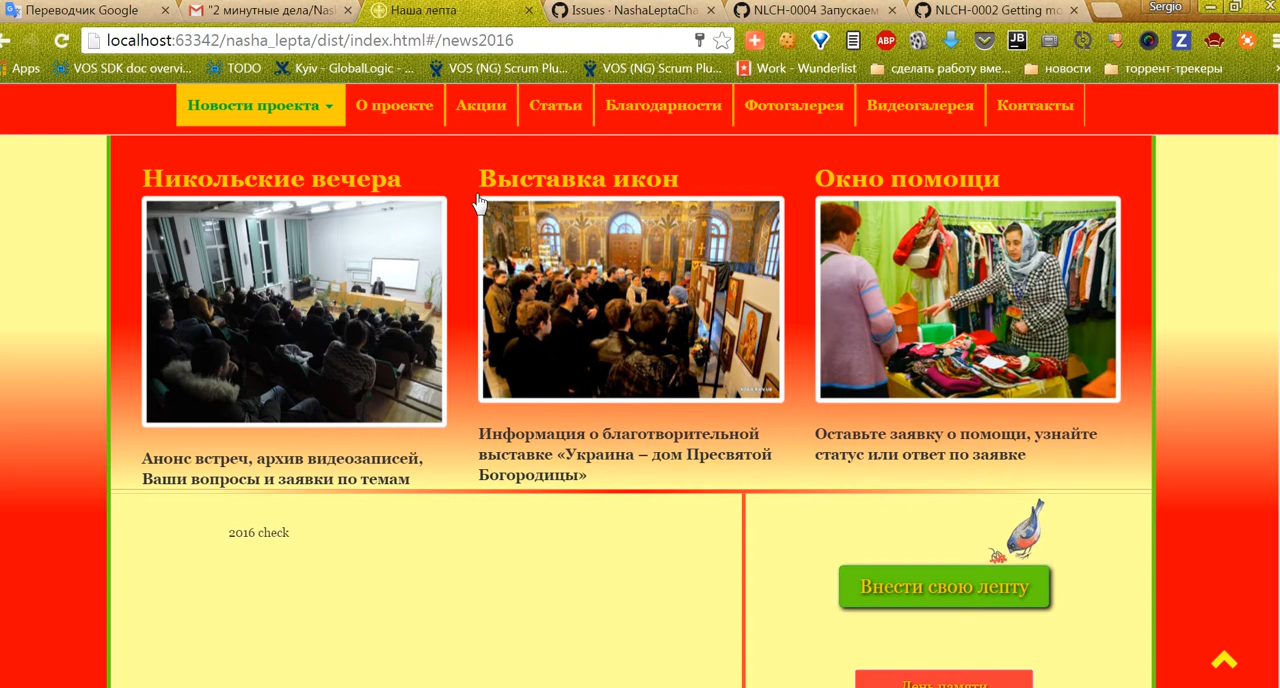 Переводчик Google
"2 минутные дела/Nas
Наша лепта
Issues · NashaLeptaCha
NLCH-0004 Запускаем
NLCH-0002 Getting mo
Sergio
localhost:63342/nasha_lepta/dist/index.html#/news2016
ABP
JB
Z
Apps
VOS SDK doc overvi...
TODO
Kyiv - GlobalLogic - ...
VOS (NG) Scrum Plu...
VOS (NG) Scrum Plu...
Work - Wunderlist
сделать работу вме...
новости
торрент-трекеры
Новости проекта
О проекте
Акции
Статьи
Благодарности
Фотогалерея
Видеогалерея
Контакты
Никольские вечера
Выставка икон
Окно помощи
Анонс встреч, архив видеозаписей,
Ваши вопросы и заявки по темам
Информация о благотворительной
выставке «Украина – дом Пресвятой
Богородицы»
Оставьте заявку о помощи, узнайте
статус или ответ по заявке
2016 check
Внести свою лепту
День памяти